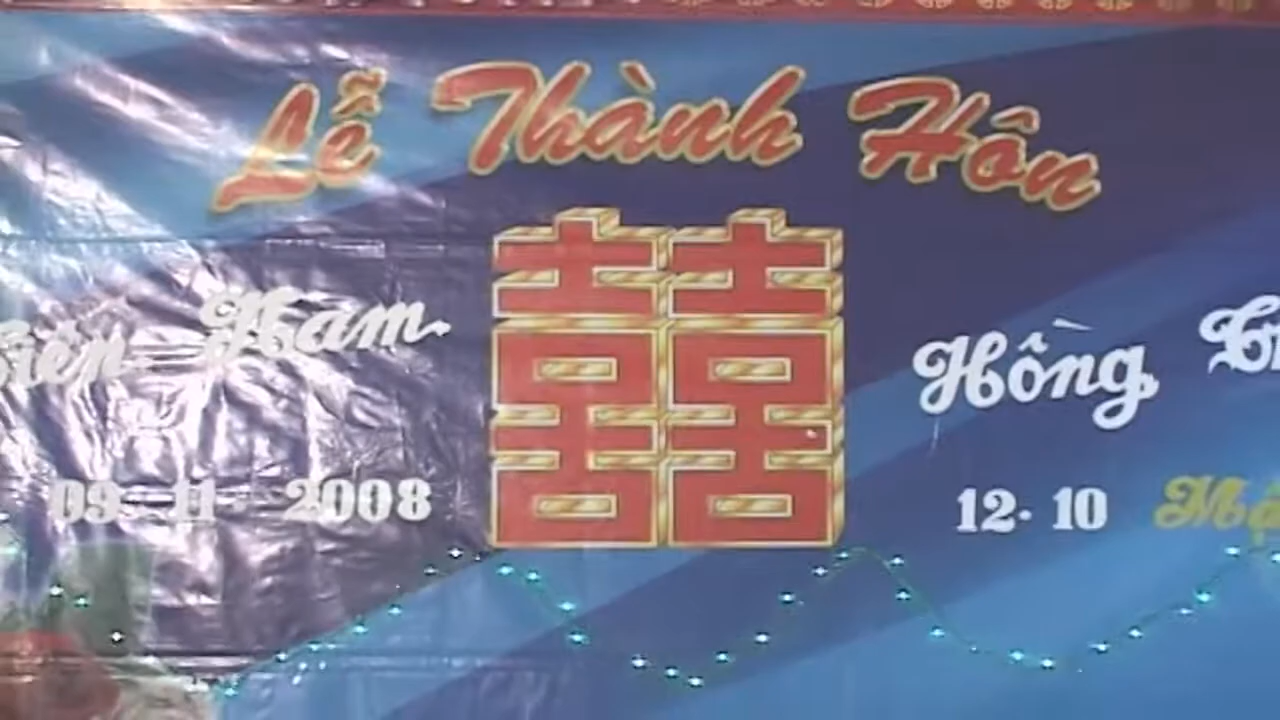 Lễ Thành Hôn
囍
Nam Hồng
09 - 11 - 2008 12 - 10